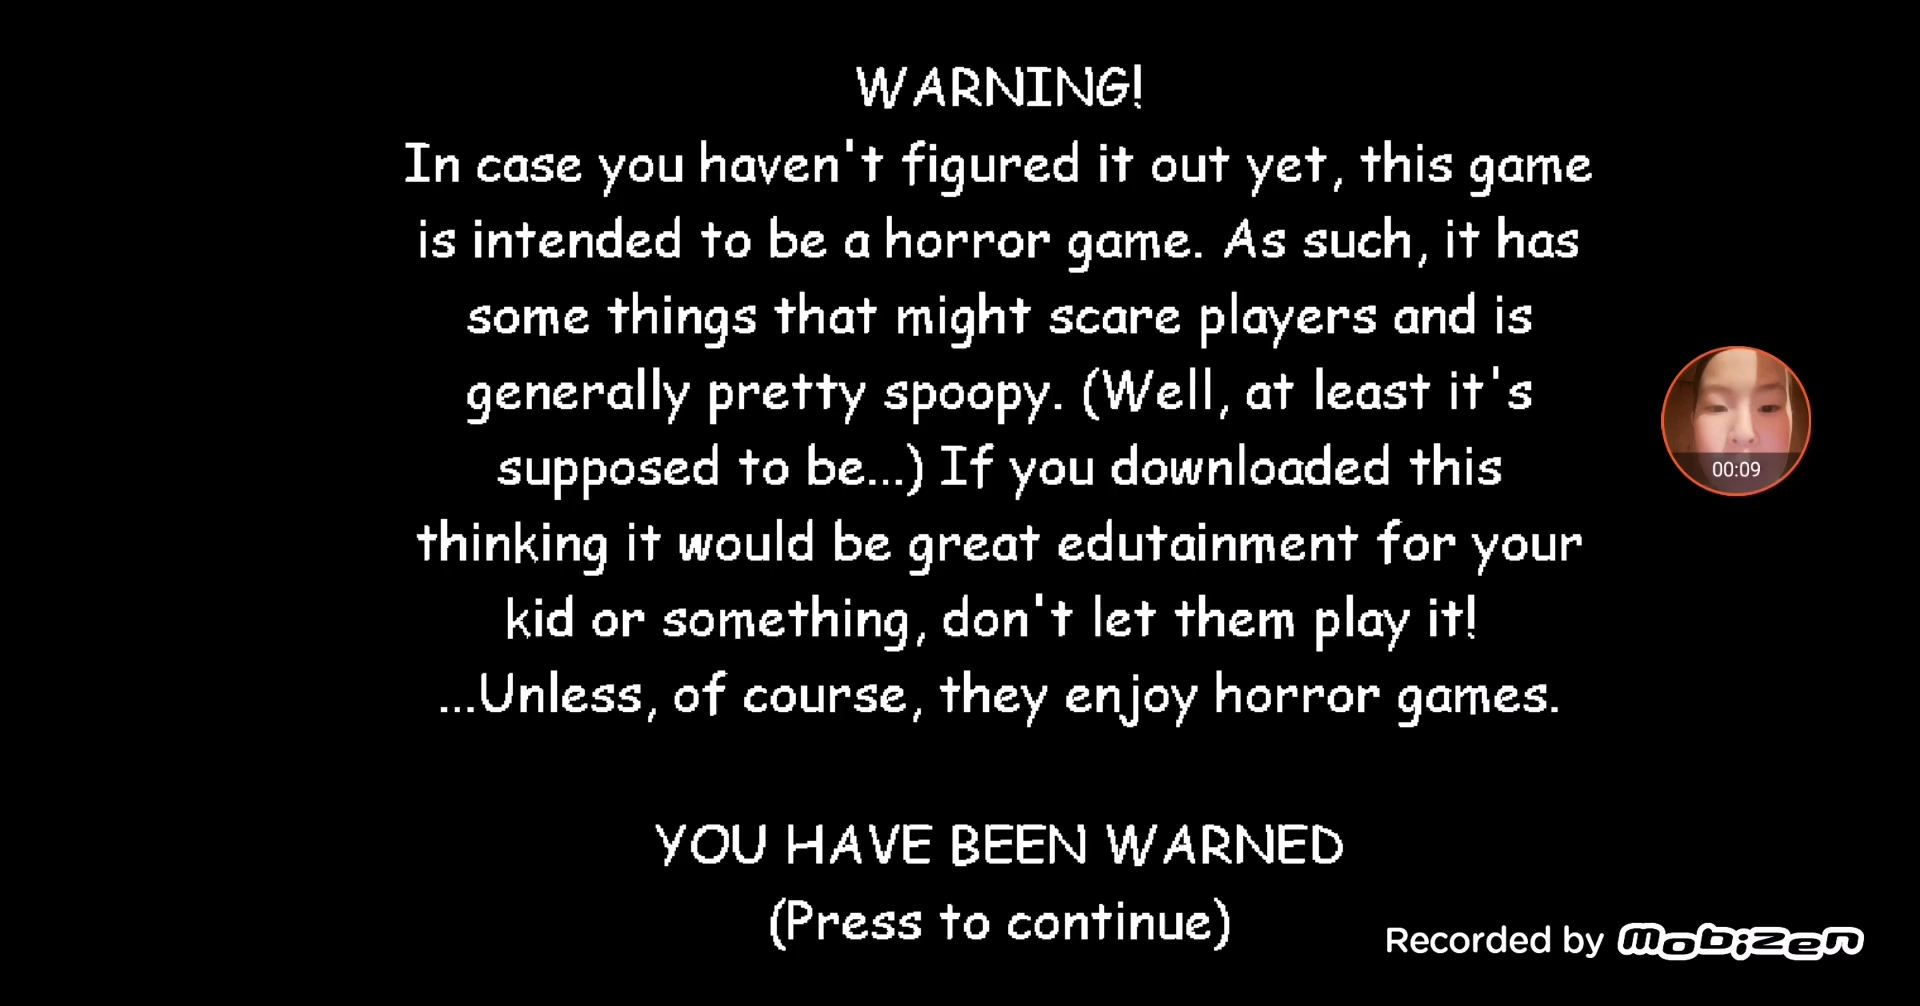 WARNING!
In case you haven't figured it out yet, this game
is intended to be a horror game. As such, it has
some things that might scare players and is
generally pretty spoopy. (Well, at least it's
supposed to be...) If you downloaded this
thinking it would be great edutainment for your
kid or something, don't let them play it!
...Unless, of course, they enjoy horror games.
00:09
YOU HAVE BEEN WARNED
(Press to continue)
Recorded by mobizen